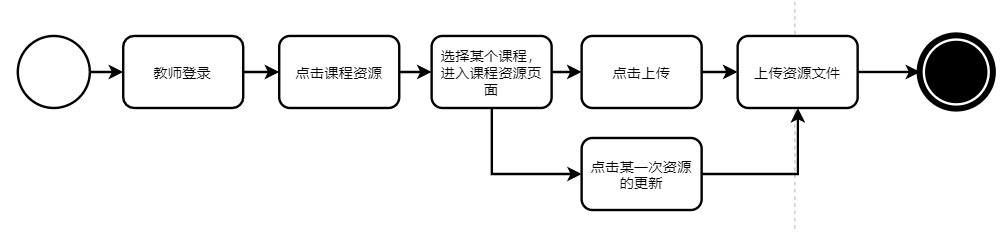 教师登录
点击课程资源
选择某个课程，
进入课程资源页
面
点击上传
上传资源文件
点击某一次资源
的更新